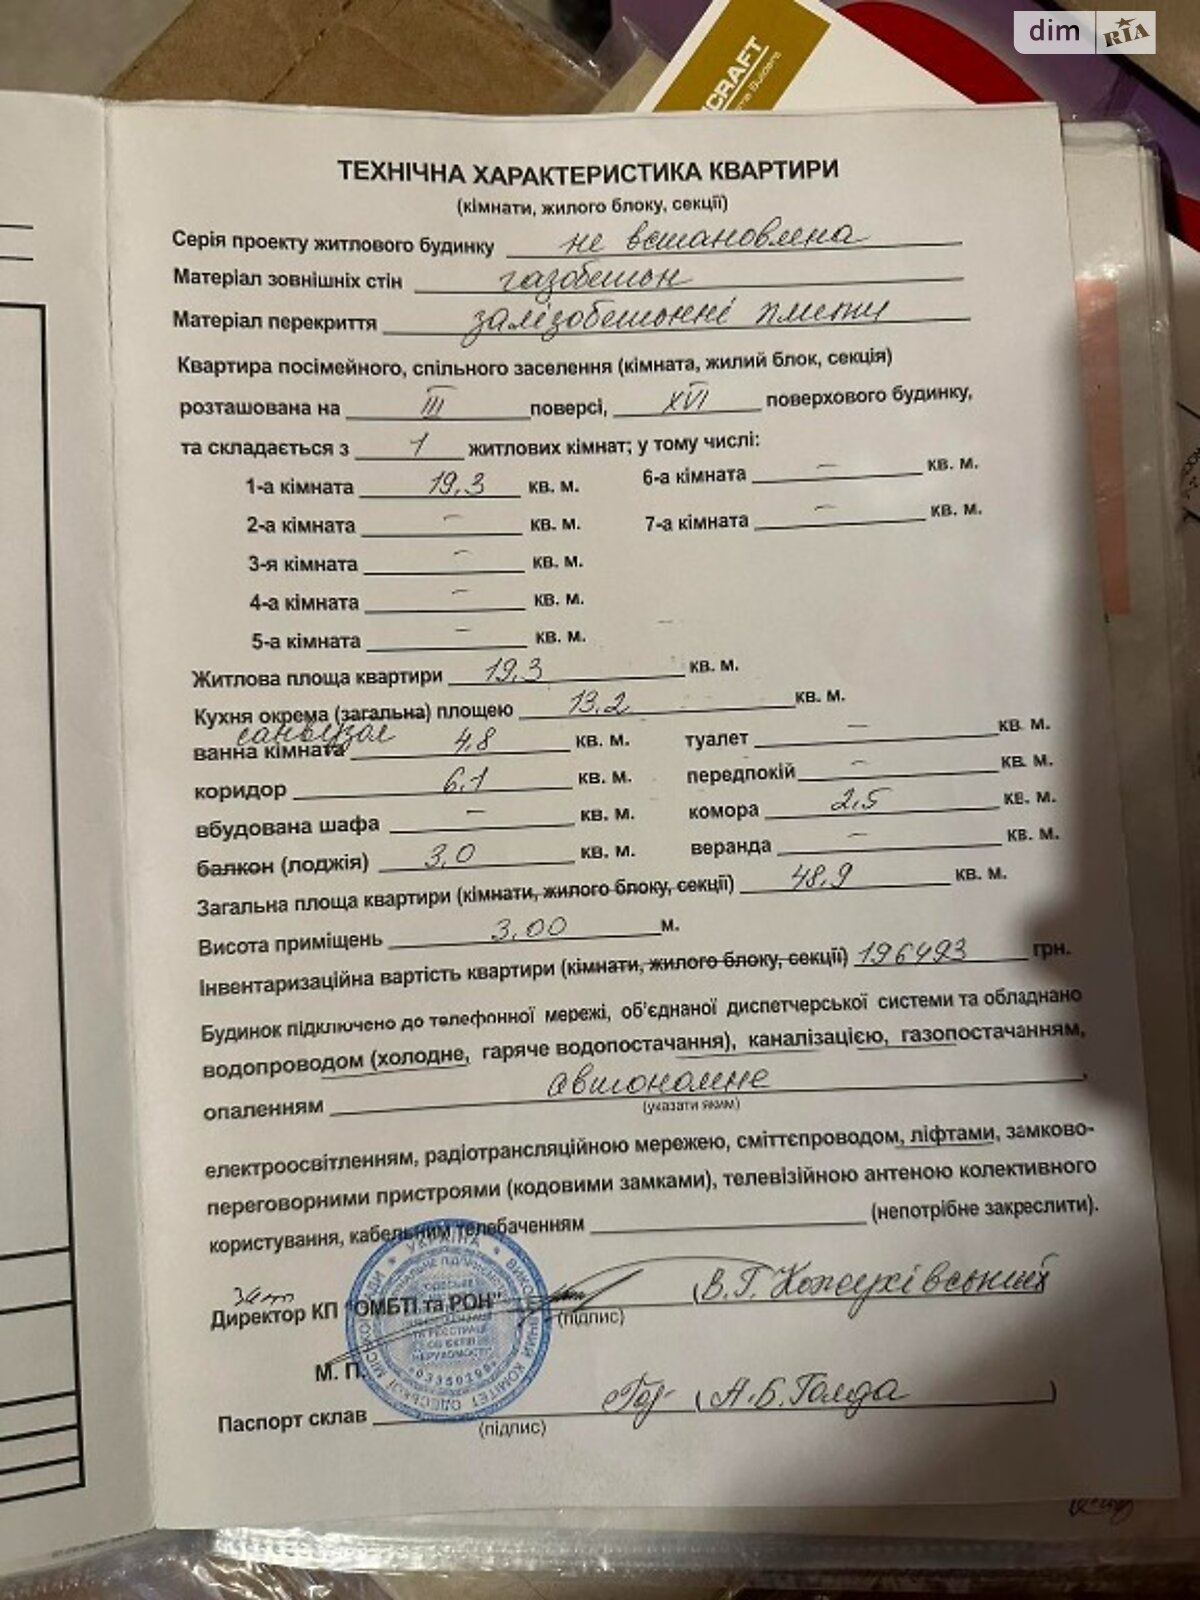 dim RIA
CRAFT
ТЕХНІЧНА ХАРАКТЕРИСТИКА КВАРТИРИ
(кімнати, жилого блоку, секції)
Серія проекту житлового будинку не встановлена
Матеріал зовнішніх стін газобетон
Матеріал перекриття залізобетонні плити
Квартира посімейного, спільного заселення (кімната, жилий блок, секція)
розташована на III поверсі, XVI поверхового будинку,
та складається з 1 житлових кімнат; у тому числі:
1-а кімната 19,3 кв. м. 6-а кімната – кв. м.
2-а кімната – кв. м. 7-а кімната – кв. м.
3-я кімната – кв. м.
4-а кімната – кв. м.
5-а кімната – кв. м.
Житлова площа квартири 19,3 кв. м.
Кухня окрема (загальна) площею 13,2 кв. м.
санвузол
ванна кімната 4,8 кв. м. туалет – кв. м.
коридор 6,1 кв. м. передпокій – кв. м.
вбудована шафа – кв. м. комора 2,5 кв. м.
балкон (лоджія) 3,0 кв. м. веранда – кв. м.
Загальна площа квартири (кімнати, жилого блоку, секції) 48,9 кв. м.
Висота приміщень 3,00 м.
Інвентаризаційна вартість квартири (кімнати, жилого блоку, секції) 196493 грн.
Будинок підключено до телефонної мережі, об'єднаної диспетчерської системи та обладнано
водопроводом (холодне, гаряче водопостачання), каналізацією, газопостачанням,
опаленням автономне
(указати яким)
електроосвітленням, радіотрансляційною мережею, сміттєпроводом, ліфтами, замково-
переговорними пристроями (кодовими замками), телевізійною антеною колективного
користування, кабельним телебаченням (непотрібне закреслити).
Директор КП "ОМБТІ та РОН" (В.Г. Кожухівський
(підпис)
М. П.
Паспорт склав (А.Б. Голда)
(підпис)